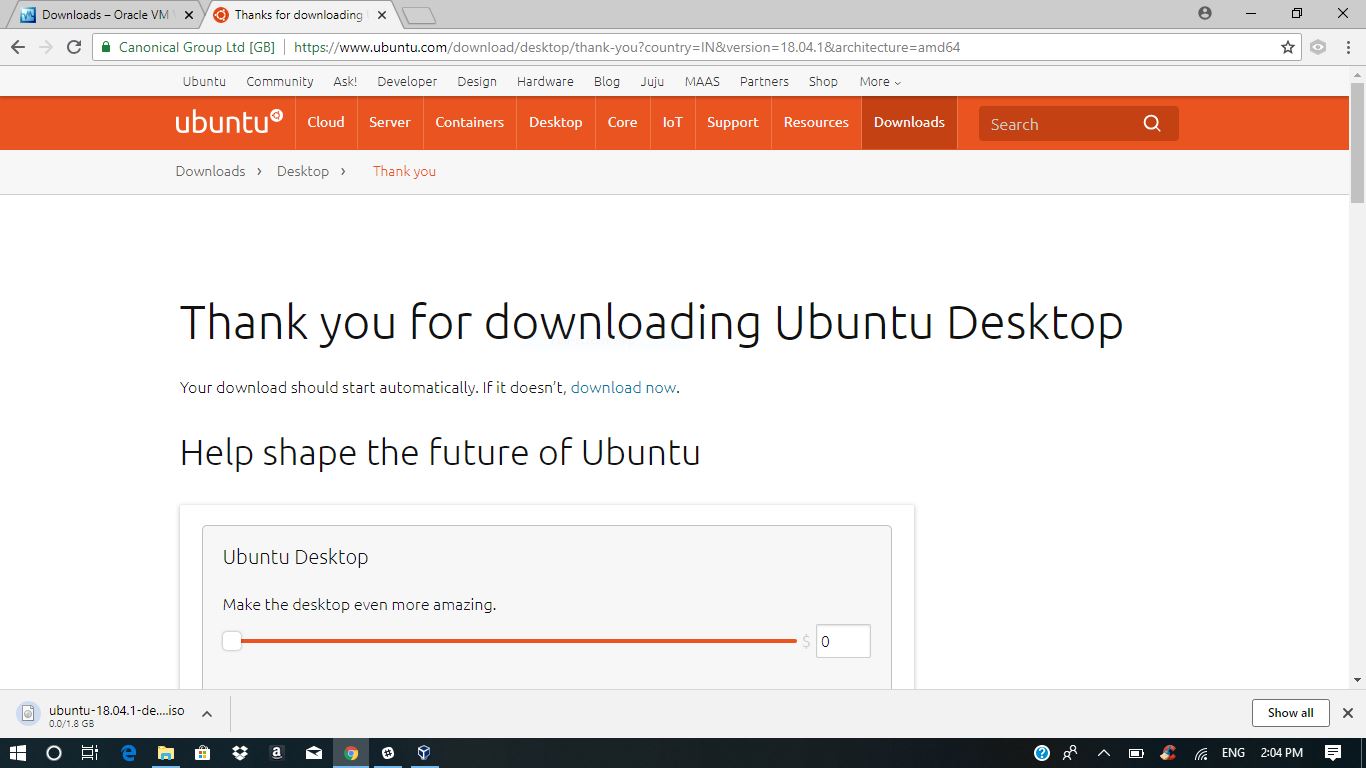 Downloads – Oracle VM
Thanks for downloading
Canonical Group Ltd [GB] https://www.ubuntu.com/download/desktop/thank-you?country=IN&version=18.04.1&architecture=amd64
Ubuntu Community Ask! Developer Design Hardware Blog Juju MAAS Partners Shop More
ubuntu Cloud Server Containers Desktop Core IoT Support Resources Downloads Search
Downloads › Desktop › Thank you
Thank you for downloading Ubuntu Desktop
Your download should start automatically. If it doesn’t, download now.
Help shape the future of Ubuntu
Ubuntu Desktop
Make the desktop even more amazing.
$ 0
ubuntu-18.04.1-de....iso
0.0/1.8 GB
Show all
ENG 2:04 PM